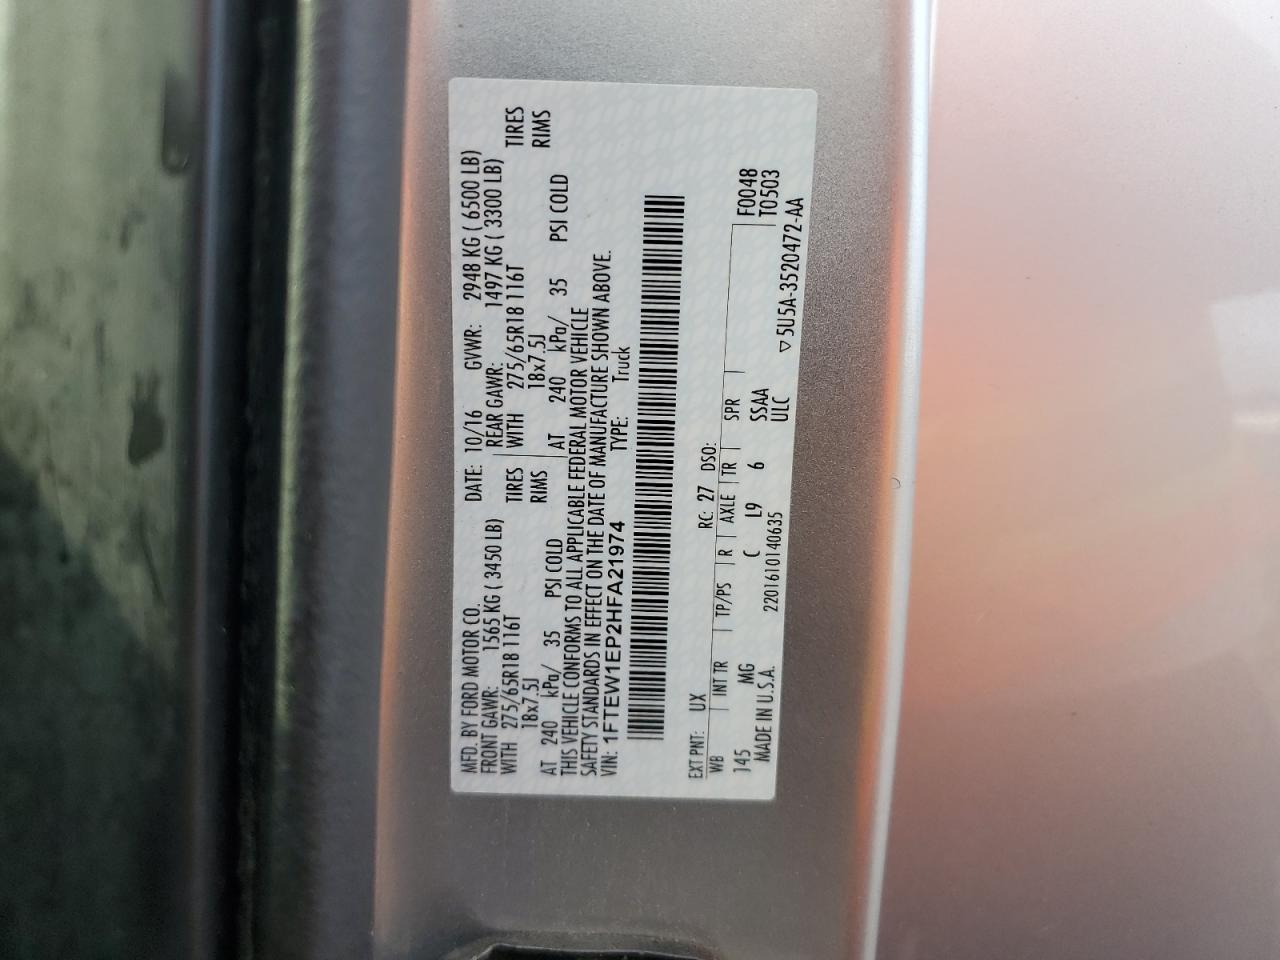 MFD. BY FORD MOTOR CO. DATE: 10/16 GVWR: 2948 KG ( 6500 LB)
FRONT GAWR: 1565 KG ( 3450 LB) REAR GAWR: 1497 KG ( 3300 LB)
WITH 275/65R18 116T TIRES WITH 275/65R18 116T TIRES
18x7.5J RIMS 18x7.5J RIMS
AT 240 kPa/ 35 PSI COLD AT 240 kPa/ 35 PSI COLD
THIS VEHICLE CONFORMS TO ALL APPLICABLE FEDERAL MOTOR VEHICLE
SAFETY STANDARDS IN EFFECT ON THE DATE OF MANUFACTURE SHOWN ABOVE.
VIN: 1FTEW1EP2HFA21974 TYPE: Truck
EXT PNT: UX RC: 27 DSO: F0048
WB INT TR TP/PS R AXLE TR SPR T0503
145 MG C L9 6 SSAA
MADE IN U.S.A. 2201610140635 ULC ▽5U5A-3520472-AA